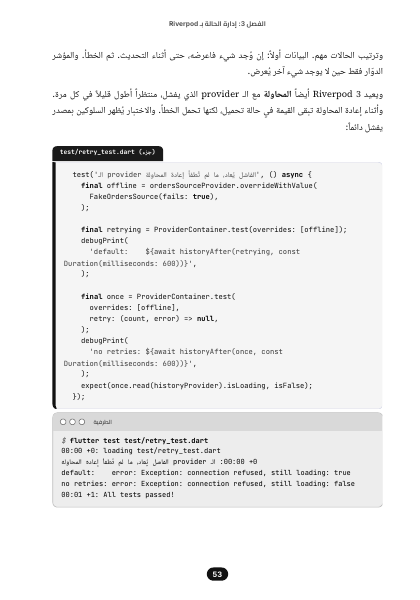 الفصل 3: إدارة الحالة بـ Riverpod
وترتيب الحالات مهم. البيانات أولاً: إن وُجد شيء فاعرضه، حتى أثناء التحديث. ثم الخطأ. والمؤشر
الدوّار فقط حين لا يوجد شيء آخر يُعرض.
ويعيد Riverpod 3 أيضاً المحاولة مع الـ provider الذي يفشل، منتظراً أطول قليلاً في كل مرة.
وأثناء إعادة المحاولة تبقى القيمة في حالة تحميل، لكنها تحمل الخطأ. والاختبار يُظهر السلوكين بمصدر
يفشل دائماً:
test/retry_test.dart (جزء)
test('الفاشل يُعاد، ما لم تُطفأ إعادة المحاولة provider الـ', () async {
final offline = ordersSourceProvider.overrideWithValue(
FakeOrdersSource(fails: true),
);
final retrying = ProviderContainer.test(overrides: [offline]);
debugPrint(
'default:    ${await historyAfter(retrying, const
Duration(milliseconds: 600))}',
);
final once = ProviderContainer.test(
overrides: [offline],
retry: (count, error) => null,
);
debugPrint(
'no retries: ${await historyAfter(once, const
Duration(milliseconds: 600))}',
);
expect(once.read(historyProvider).isLoading, isFalse);
});
الطرفية
$ flutter test test/retry_test.dart
00:00 +0: loading test/retry_test.dart
00:00 +0: الـ provider الفاشل يُعاد، ما لم تُطفأ إعادة المحاولة
default:    error: Exception: connection refused, still loading: true
no retries: error: Exception: connection refused, still loading: false
00:01 +1: All tests passed!
53